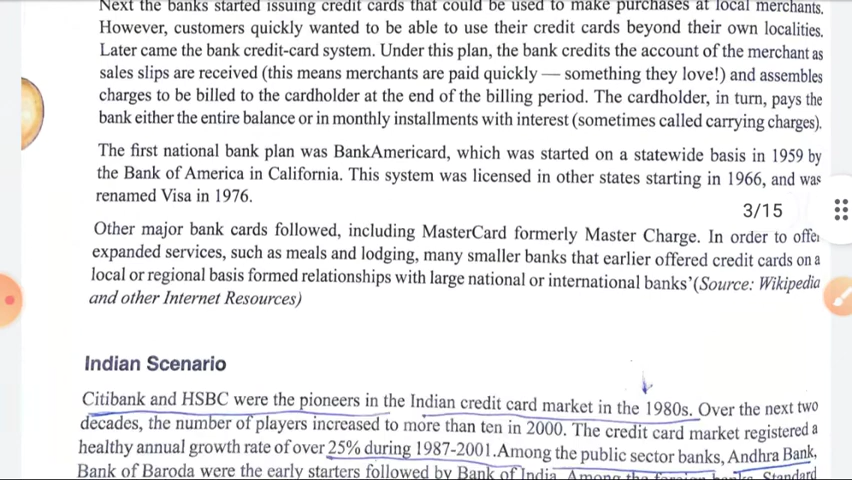 Next the banks started issuing credit cards that could be used to make purchases at local merchants.
However, customers quickly wanted to be able to use their credit cards beyond their own localities.
Later came the bank credit-card system. Under this plan, the bank credits the account of the merchant as
sales slips are received (this means merchants are paid quickly — something they love!) and assembles
charges to be billed to the cardholder at the end of the billing period. The cardholder, in turn, pays the
bank either the entire balance or in monthly installments with interest (sometimes called carrying charges).
The first national bank plan was BankAmericard, which was started on a statewide basis in 1959 by
the Bank of America in California. This system was licensed in other states starting in 1966, and was
renamed Visa in 1976.
3/15
Other major bank cards followed, including MasterCard formerly Master Charge. In order to offer
expanded services, such as meals and lodging, many smaller banks that earlier offered credit cards on a
local or regional basis formed relationships with large national or international banks'(Source: Wikipedia
and other Internet Resources)
Indian Scenario
Citibank and HSBC were the pioneers in the Indian credit card market in the 1980s. Over the next two
decades, the number of players increased to more than ten in 2000. The credit card market registered a
healthy annual growth rate of over 25% during 1987-2001.Among the public sector banks, Andhra Bank,
Bank of Baroda were the early starters followed by Bank of India. Among the foreign banks, Standard